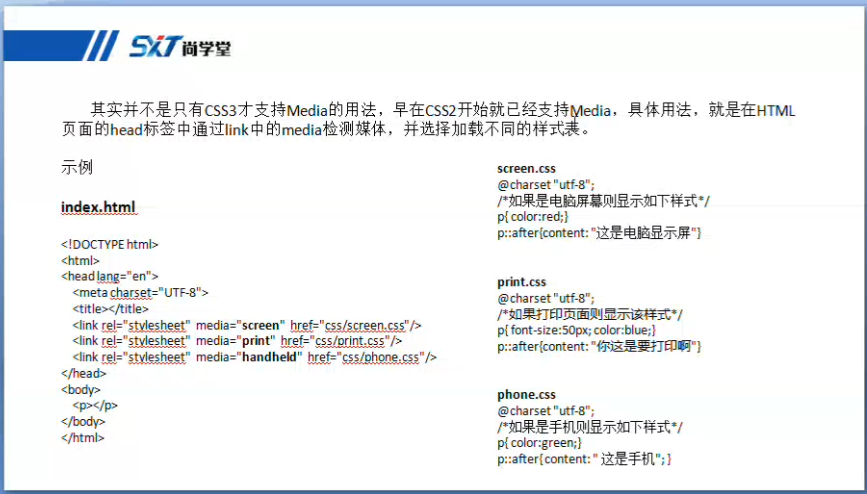 SXT尚学堂
其实并不是只有CSS3才支持Media的用法，早在CSS2开始就已经支持Media，具体用法，就是在HTML
页面的head标签中通过link中的media检测媒体，并选择加载不同的样式表。
示例
index.html
<!DOCTYPE html>
<html>
<head lang="en">
<meta charset="UTF-8">
<title></title>
<link rel="stylesheet" media="screen" href="css/screen.css"/>
<link rel="stylesheet" media="print" href="css/print.css"/>
<link rel="stylesheet" media="handheld" href="css/phone.css"/>
</head>
<body>
<p></p>
</body>
</html>
screen.css
@charset "utf-8";
/*如果是电脑屏幕则显示如下样式*/
p{ color:red;}
p::after{content: "这是电脑显示屏"}
print.css
@charset "utf-8";
/*如果打印页面则显示该样式*/
p{ font-size:50px; color:blue;}
p::after{content: "你这是要打印啊"}
phone.css
@charset "utf-8";
/*如果是手机则显示如下样式*/
p{ color:green;}
p::after{content: " 这是手机"; }